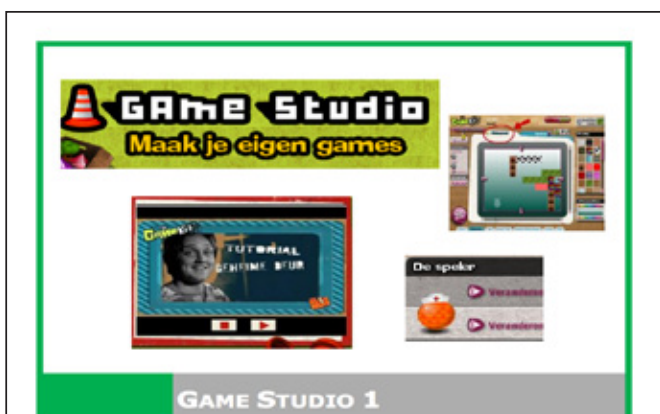 GAme Studio
Maak je eigen games
TUTORIAL
GEHEIME DEUR
De speler
Veranderen
Veranderen
GAME STUDIO 1